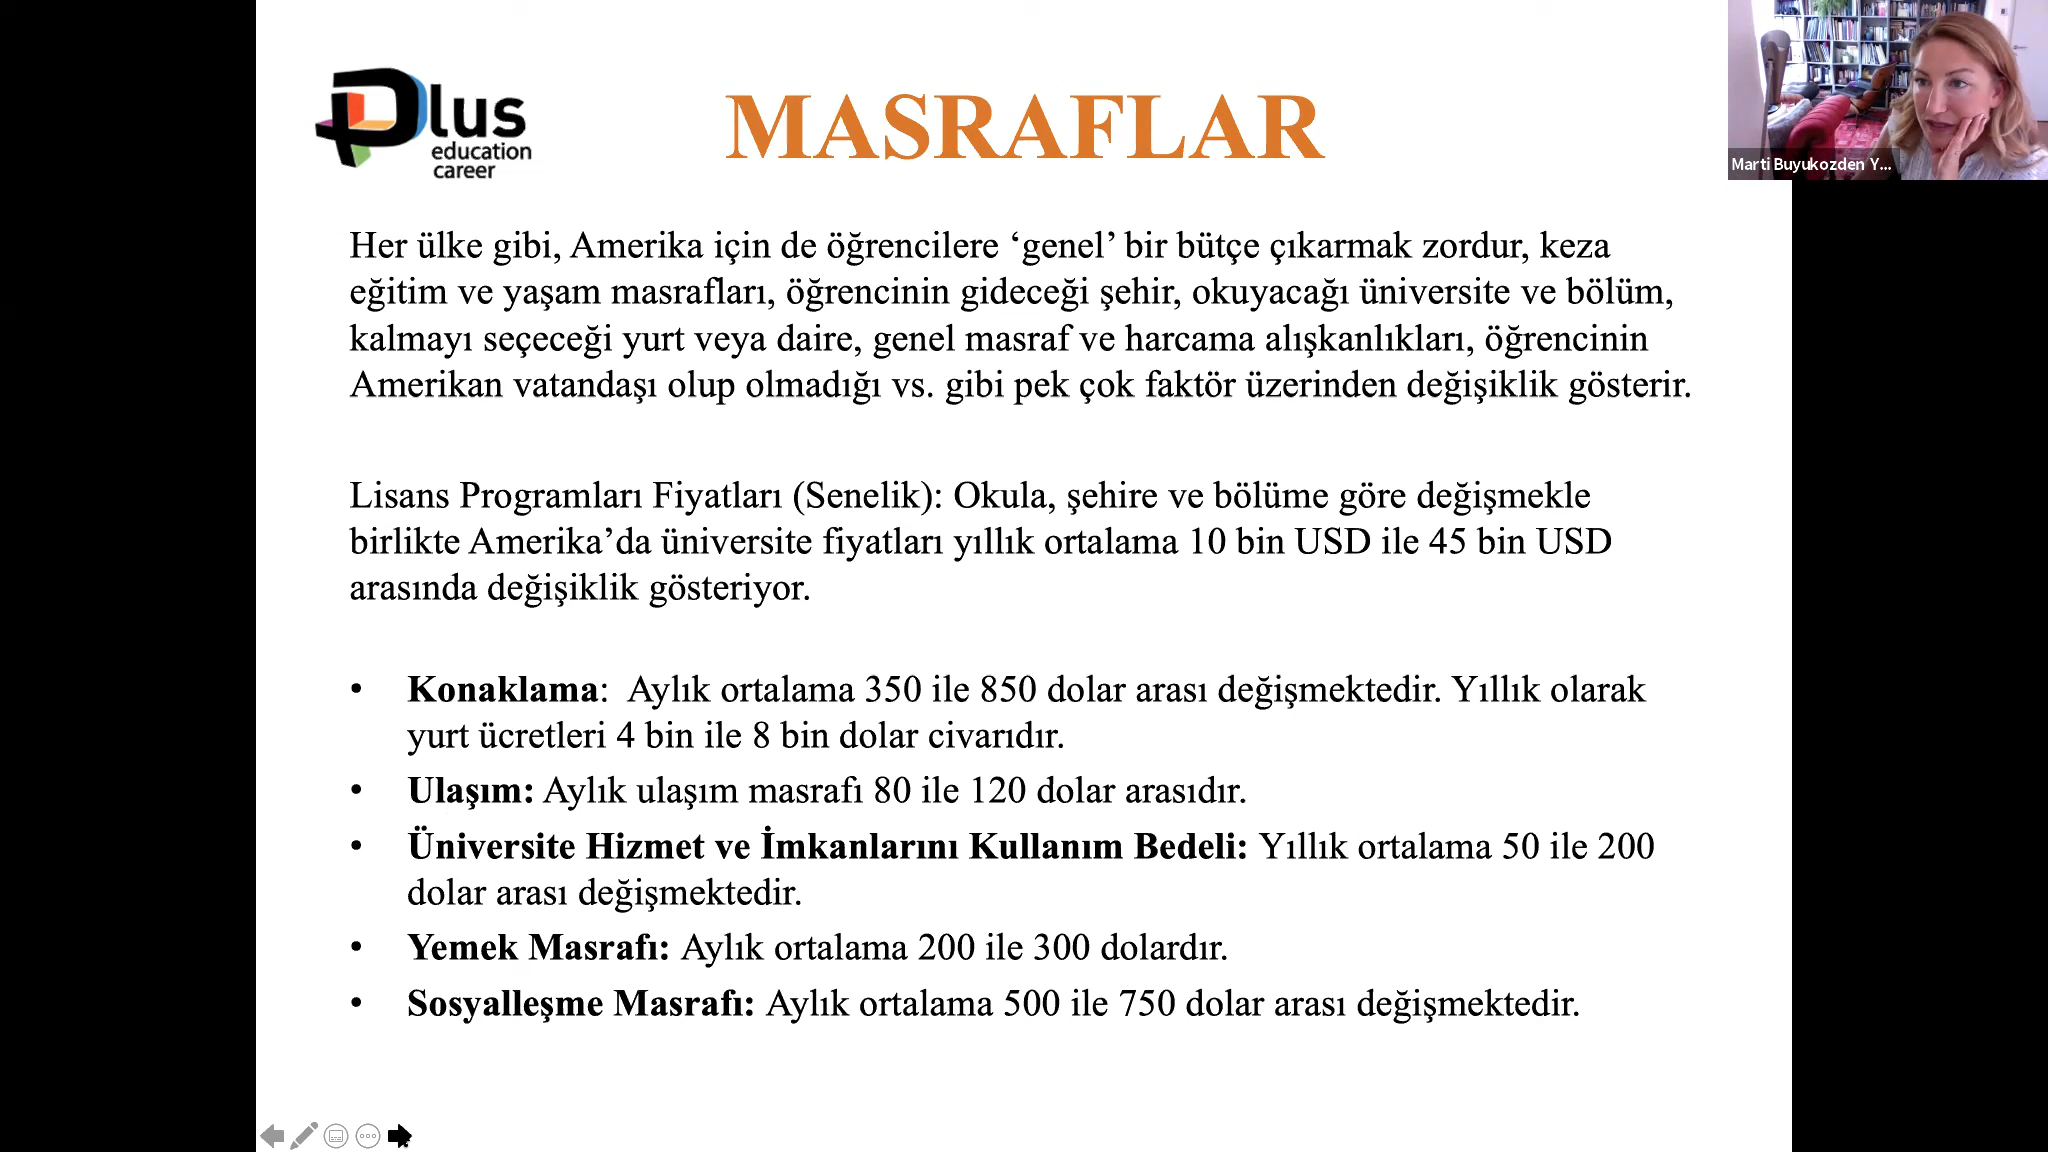 Plus
education
career
MASRAFLAR
Marti Buyukozden Y...
Her ülke gibi, Amerika için de öğrencilere ‘genel’ bir bütçe çıkarmak zordur, keza
eğitim ve yaşam masrafları, öğrencinin gideceği şehir, okuyacağı üniversite ve bölüm,
kalmayı seçeceği yurt veya daire, genel masraf ve harcama alışkanlıkları, öğrencinin
Amerikan vatandaşı olup olmadığı vs. gibi pek çok faktör üzerinden değişiklik gösterir.
Lisans Programları Fiyatları (Senelik): Okula, şehire ve bölüme göre değişmekle
birlikte Amerika’da üniversite fiyatları yıllık ortalama 10 bin USD ile 45 bin USD
arasında değişiklik gösteriyor.
• Konaklama: Aylık ortalama 350 ile 850 dolar arası değişmektedir. Yıllık olarak
yurt ücretleri 4 bin ile 8 bin dolar civarıdır.
• Ulaşım: Aylık ulaşım masrafı 80 ile 120 dolar arasıdır.
• Üniversite Hizmet ve İmkanlarını Kullanım Bedeli: Yıllık ortalama 50 ile 200
dolar arası değişmektedir.
• Yemek Masrafı: Aylık ortalama 200 ile 300 dolardır.
• Sosyalleşme Masrafı: Aylık ortalama 500 ile 750 dolar arası değişmektedir.